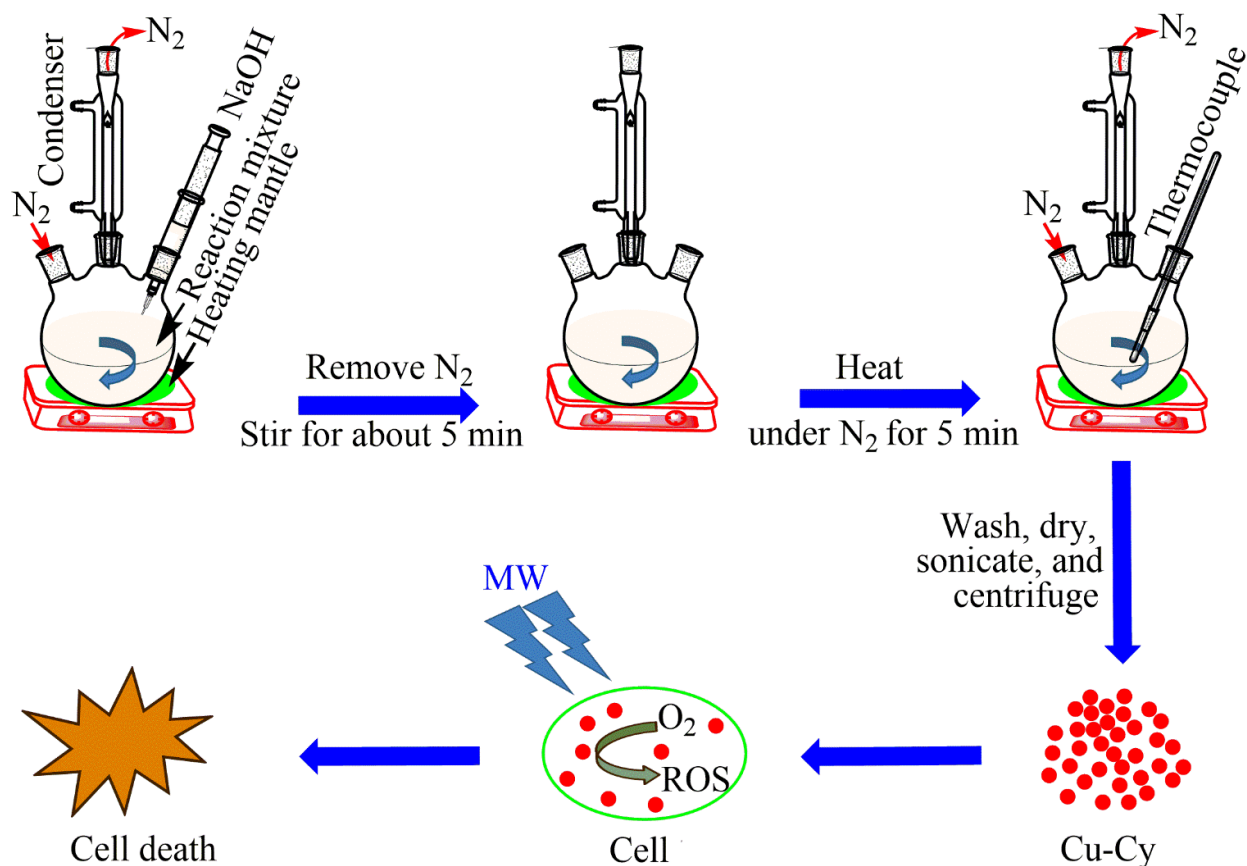 N₂
Condenser
NaOH
Reaction mixture
Heating mantle
N₂
Remove N₂
Stir for about 5 min
Heat
under N₂ for 5 min
N₂
N₂
Thermocouple
Wash, dry,
sonicate, and
centrifuge
MW
O₂
ROS
Cell death
Cell
Cu-Cy